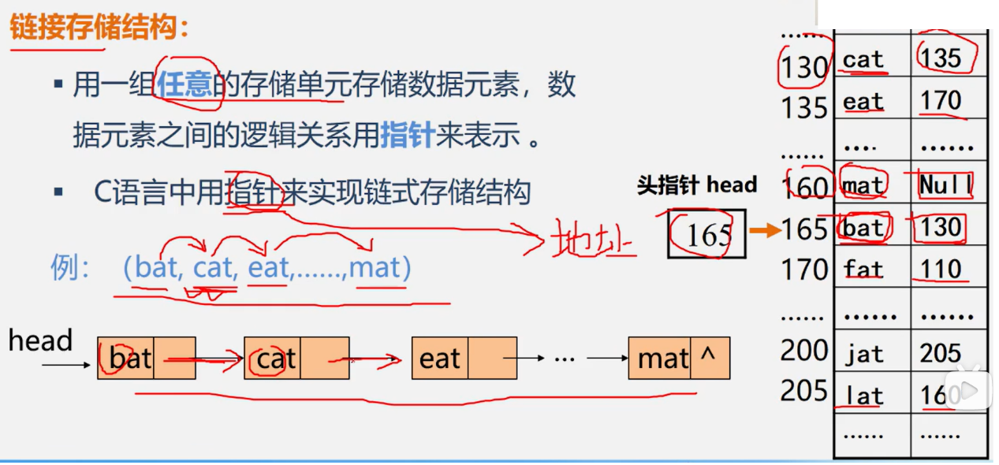 链接存储结构：
▪ 用一组任意的存储单元存储数据元素，数
据元素之间的逻辑关系用指针来表示 。
▪ C语言中用指针来实现链式存储结构
地址
例： （bat, cat, eat,……,mat）
head
bat
cat
eat
…
mat ^
头指针 head
165
……
130 cat 135
135 eat 170
…… …. ……
160 mat Null
165 bat 130
170 fat 110
…… …… ……
200 jat 205
205 lat 160
…… ……